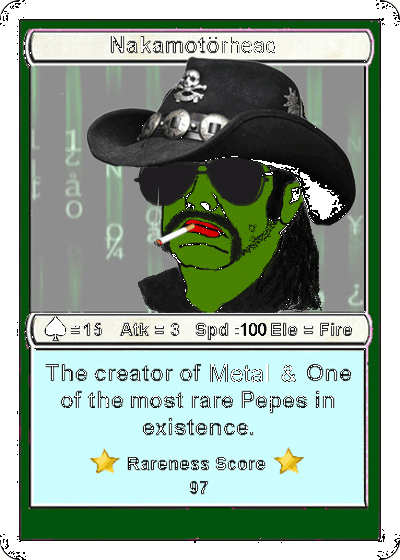 Nakamotörhead
=15 Atk = 3 Spd =100 Ele = Fire
The creator of Metal & One
of the most rare Pepes in
existence.
Rareness Score
97